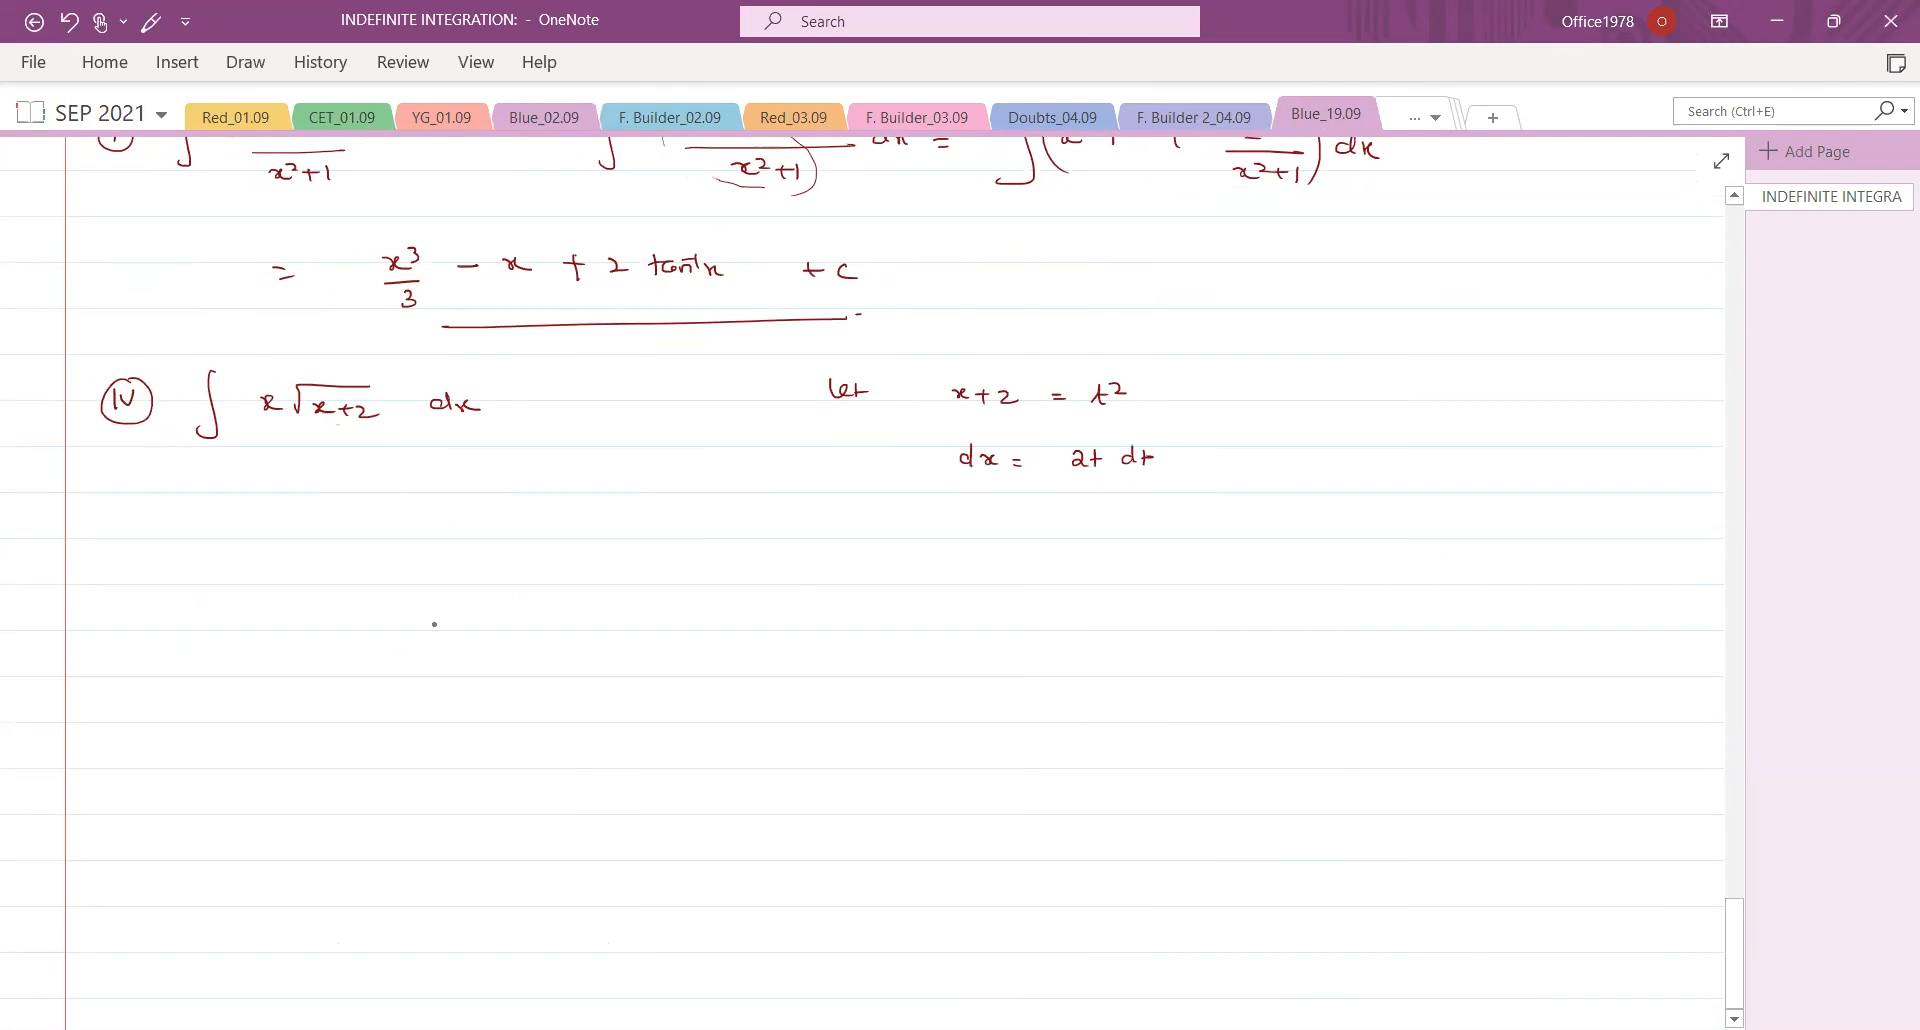 INDEFINITE INTEGRATION: - OneNote
Search
Office1978 O
File Home Insert Draw History Review View Help
SEP 2021 Red_01.09 CET_01.09 YG_01.09 Blue_02.09 F. Builder_02.09 Red_03.09 F. Builder_03.09 Doubts_04.09 F. Builder 2_04.09 Blue_19.09 ... + Search (Ctrl+E)
+ Add Page
INDEFINITE INTEGRA
∫ /(x²+1) ∫ /(x²+1) dx = ∫( /(x²+1)) dx
= x³/3 - x + 2 tan⁻¹x + c
IV ∫ x√(x+2) dx let x+2 = t²
dx = 2t dt